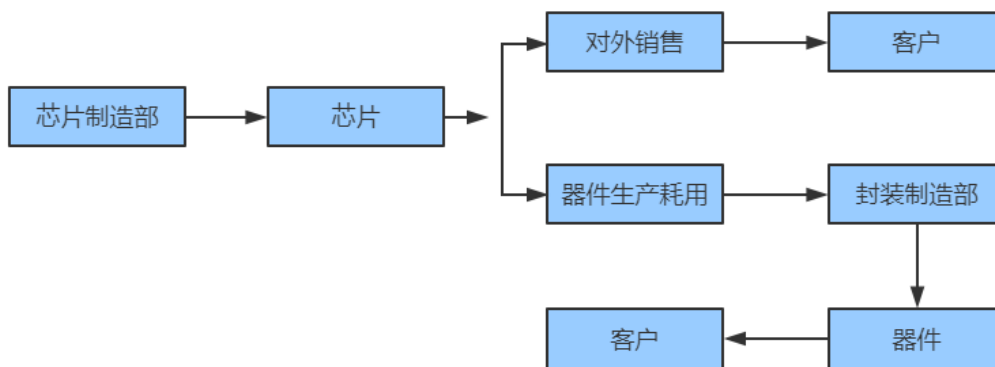 对外销售
客户
芯片制造部
芯片
器件生产耗用
封装制造部
客户
器件